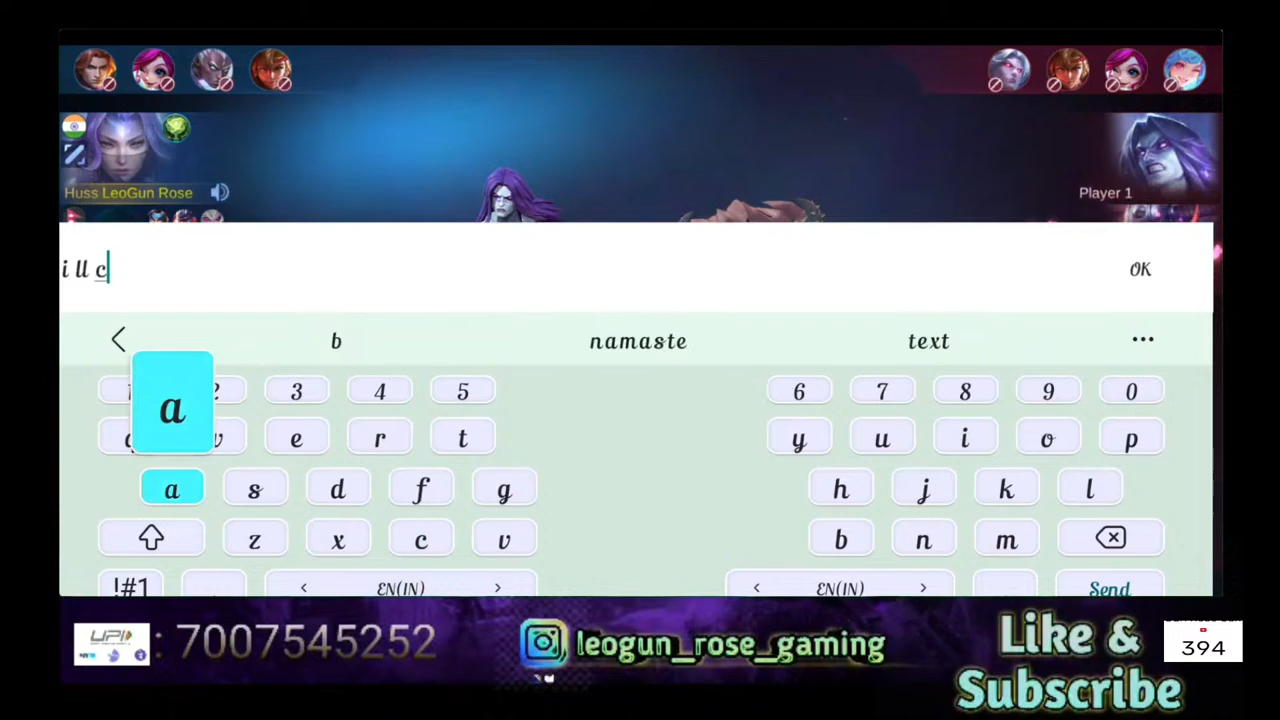 Huss LeoGun Rose
Player 1
i ll c
OK
b namaste text
a
3 4 5 6 7 8 9 0
e r t y u i o p
a s d f g h j k l
z x c v b n m
!#1 < EN(IN) > < EN(IN) > Send
UPI : 7007545252
leogun_rose_gaming
Like &
Subscribe
394